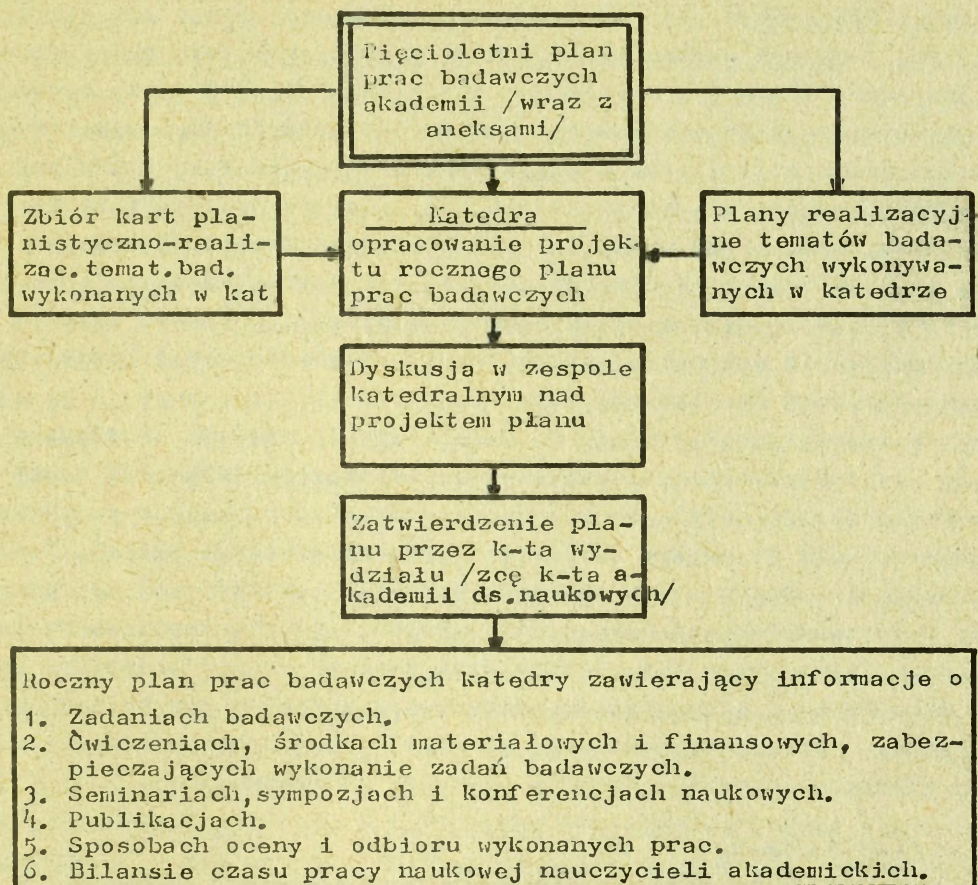 Pięcioletni plan
prac badawczych
akademii /wraz z
aneksami/
Zbiór kart pla-
nistyczno-reali-
zac.temat.bad.
wykonanych w kat
Katedra
opracowanie projek-
tu rocznego planu
prac badawczych
Plany realizacyj-
ne tematów bada-
wczych wykonywa-
nych w katedrze
Dyskusja w zespole
katedralnym nad
projektem planu
Zatwierdzenie pla-
nu przez k-ta wy-
działu /zcę k-ta a-
kademii ds.naukowych/
Roczny plan prac badawczych katedry zawierający informacje o
1. Zadaniach badawczych.
2. Ćwiczeniach, środkach materiałowych i finansowych, zabez-
pieczających wykonanie zadań badawczych.
3. Seminariach,sympozjach i konferencjach naukowych.
4. Publikacjach.
5. Sposobach oceny i odbioru wykonanych prac.
6. Bilansie czasu pracy naukowej nauczycieli akademickich.